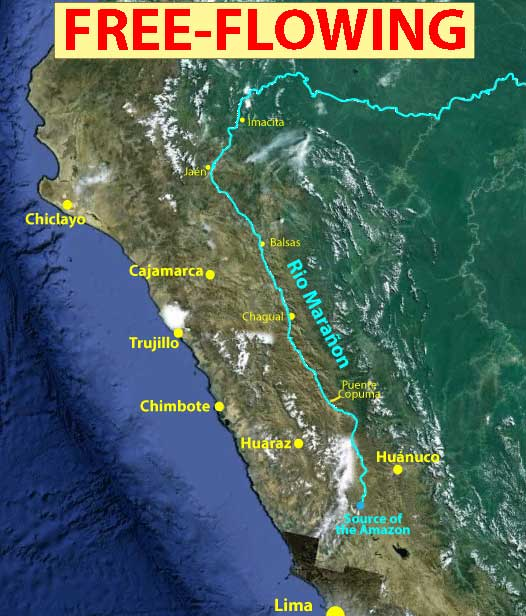 FREE-FLOWING
Imacita
Jaén
Chiclayo
Balsas
Cajamarca
Río Marañon
Chagual
Trujillo
Puente
Copuma
Chimbote
Huaraz
Huánuco
Source of
the Amazon
Lima